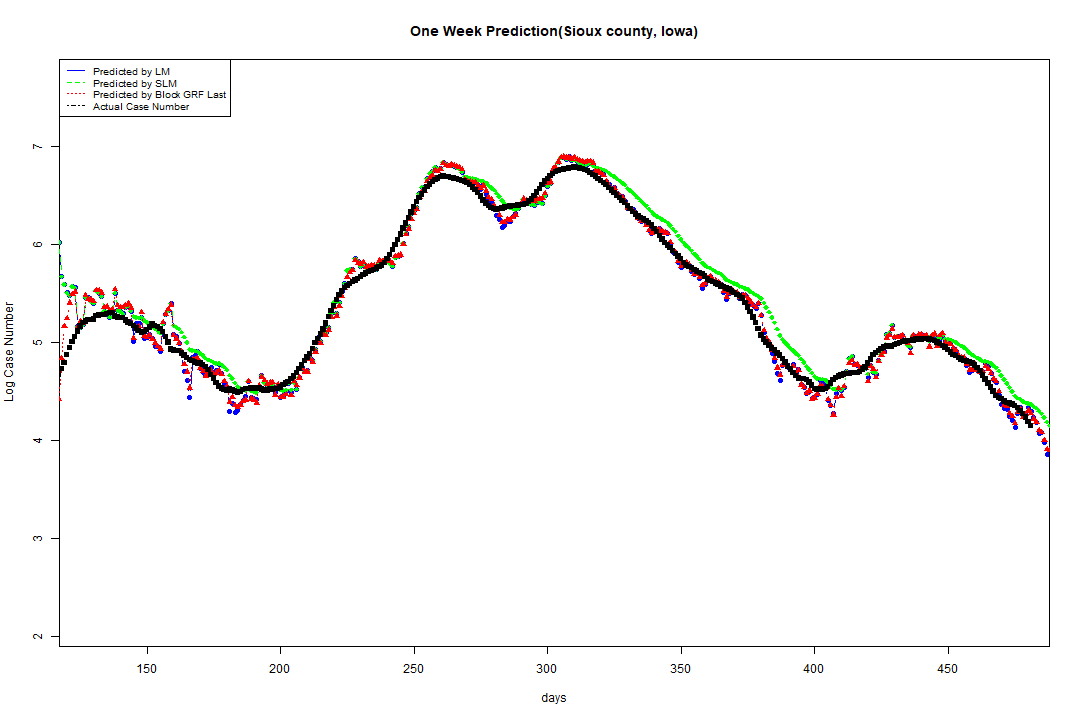 One Week Prediction(Sioux county, Iowa)
Predicted by LM
Predicted by SLM
Predicted by Block GRF Last
Actual Case Number
Log Case Number
7
6
5
4
3
2
150 200 250 300 350 400 450
days